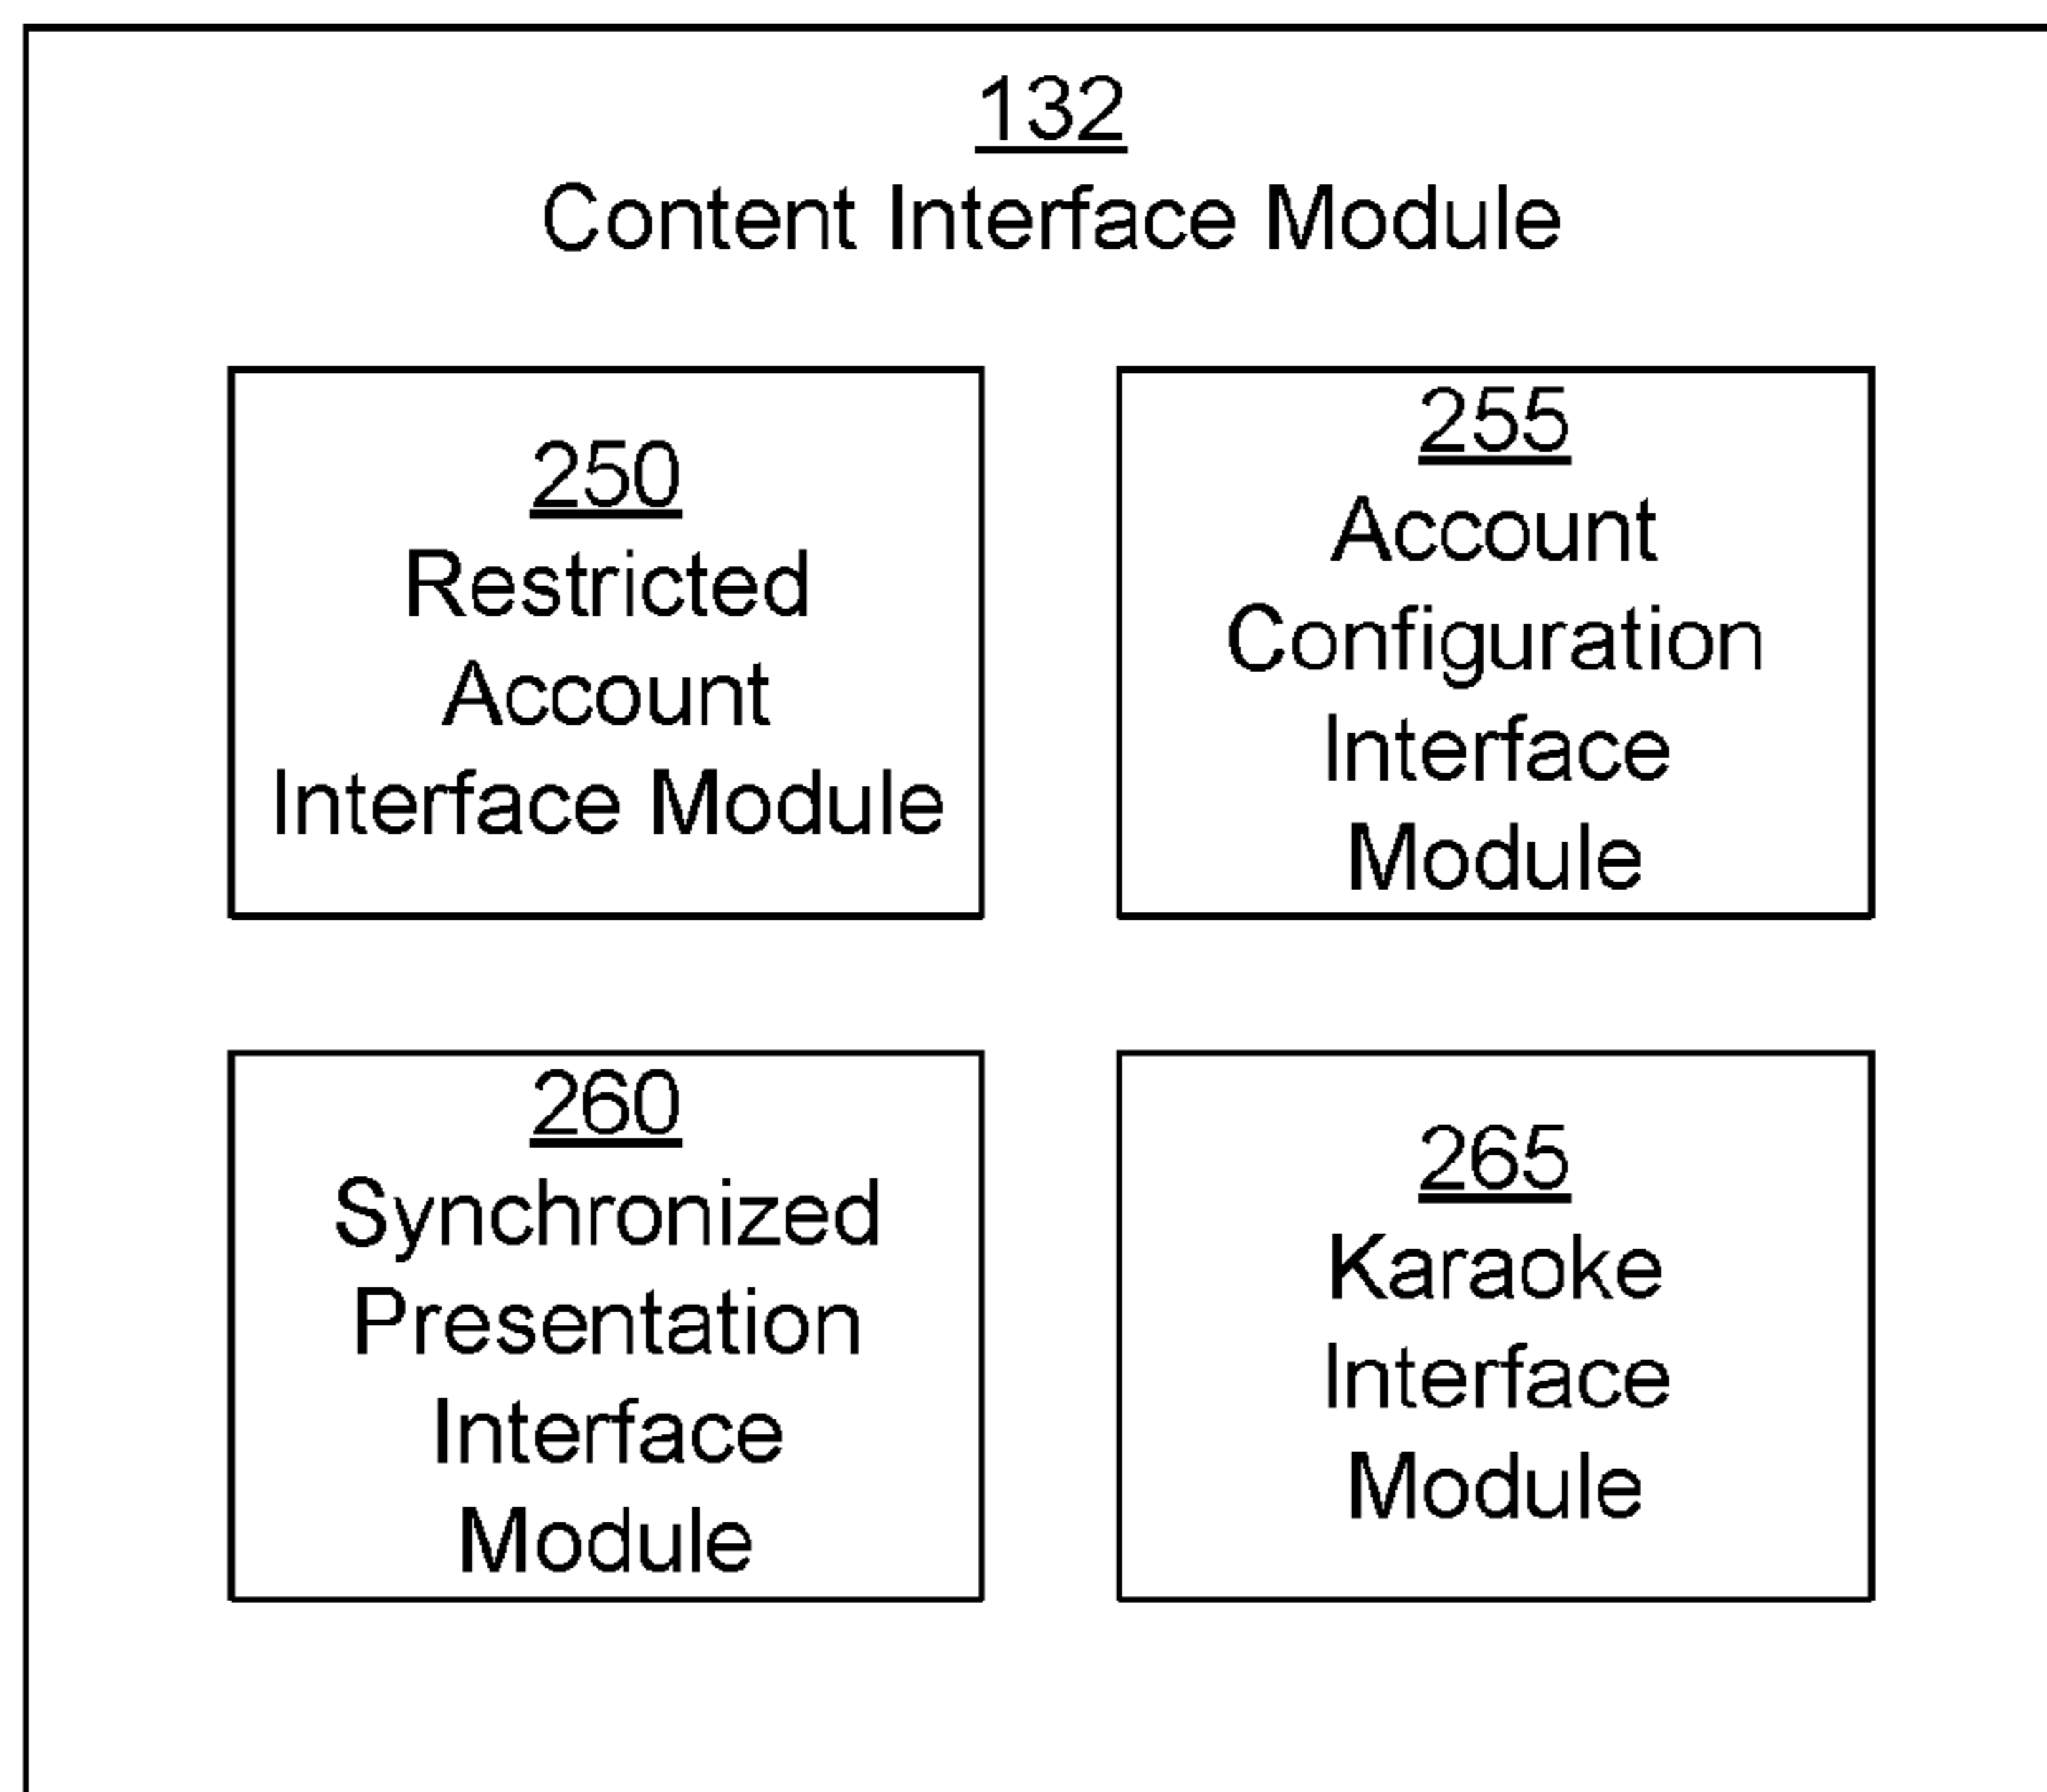 132
Content Interface Module
250
Restricted
Account
Interface Module
255
Account
Configuration
Interface
Module
260
Synchronized
Presentation
Interface
Module
265
Karaoke
Interface
Module